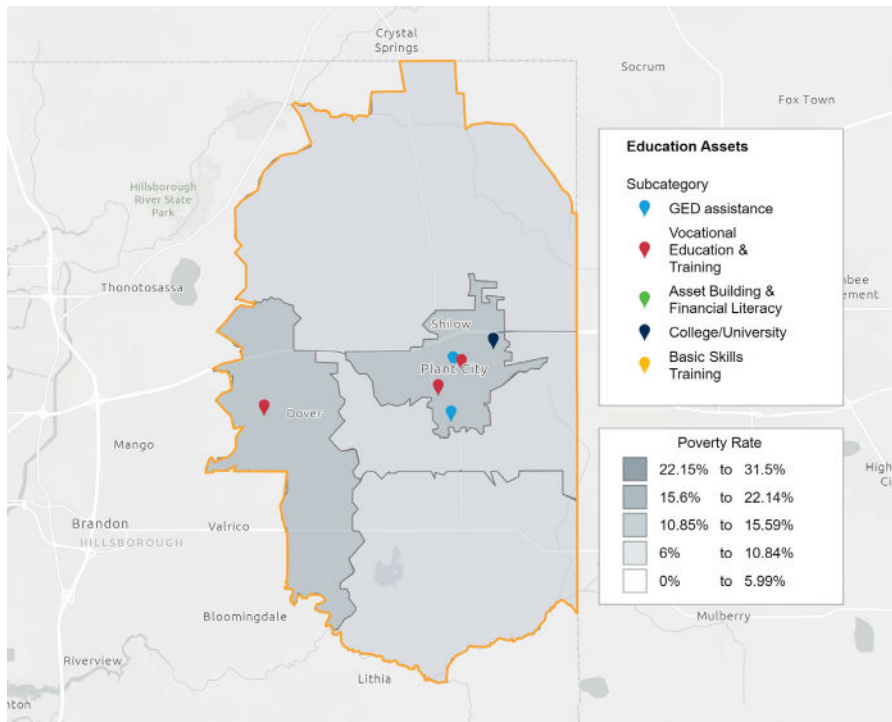 Crystal
Springs
Socrum
Fox Town
Hillsborough
River State
Park
Thonotosassa
Shilow
Plant City
Dover
Mango
Brandon
Valrico
HILLSBOROUGH
Bloomingdale
Riverview
Lithia
Mulberry
Education Assets
Subcategory
GED assistance
Vocational
Education &
Training
Asset Building &
Financial Literacy
College/University
Basic Skills
Training
Poverty Rate
22.15% to 31.5%
15.6% to 22.14%
10.85% to 15.59%
6% to 10.84%
0% to 5.99%